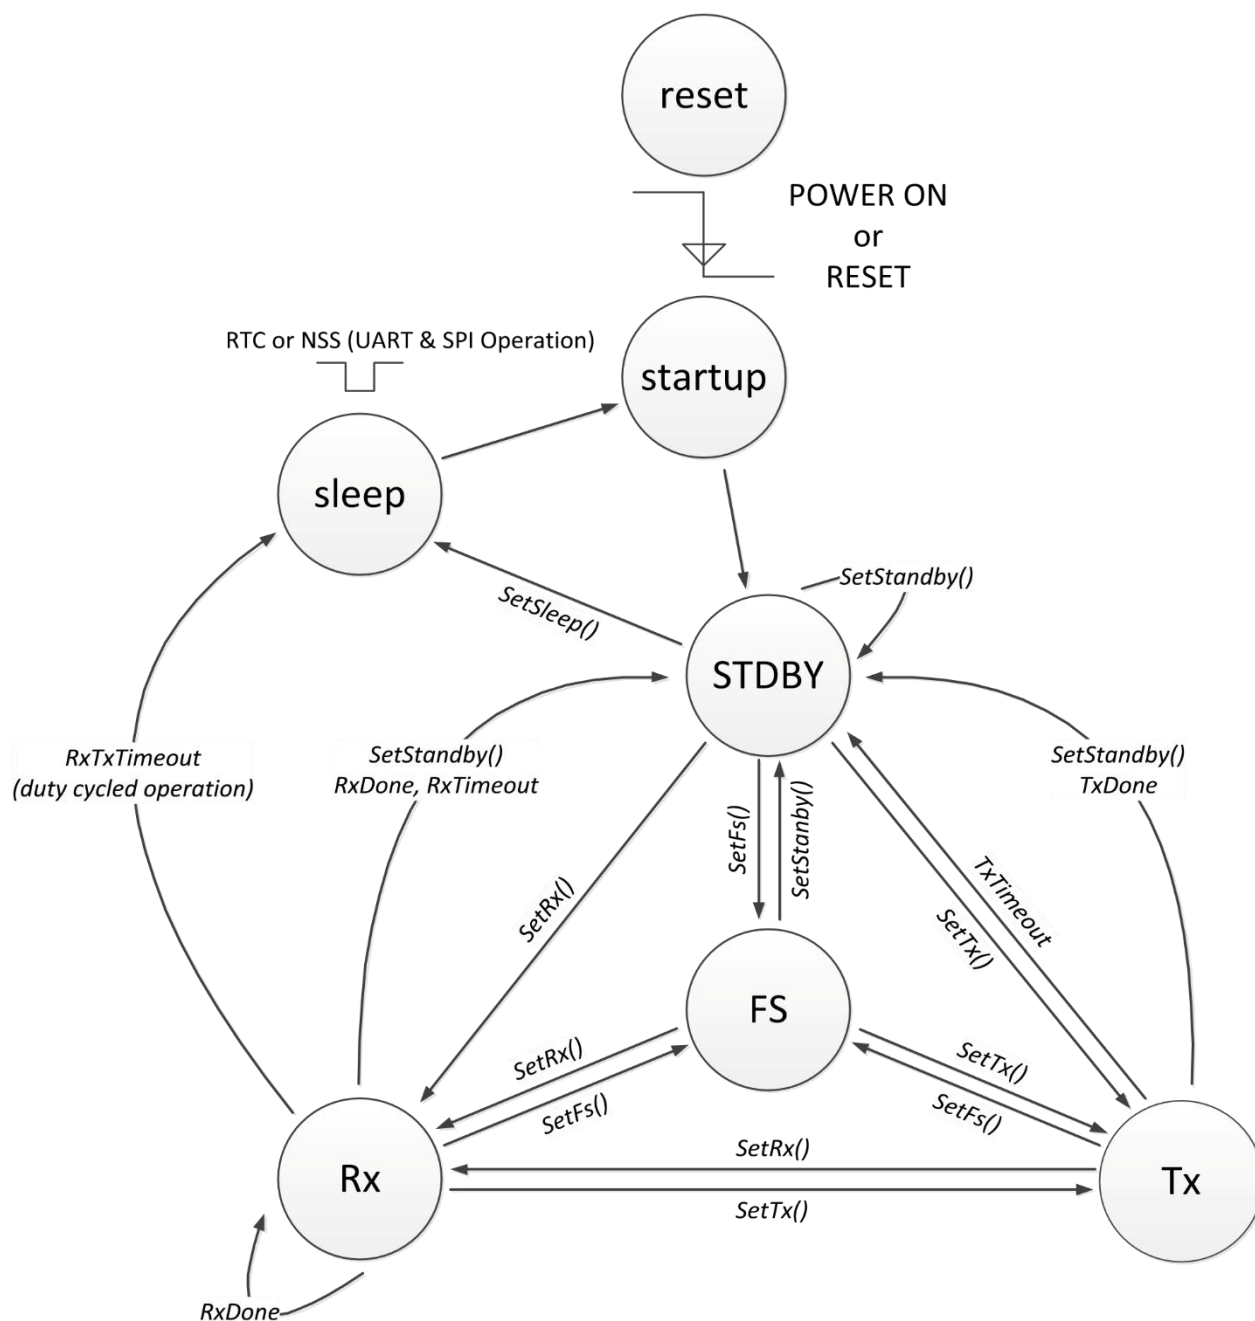 reset
POWER ON
or
RESET
RTC or NSS (UART & SPI Operation)
startup
sleep
SetStandby()
SetSleep()
STDBY
RxTxTimeout
(duty cycled operation)
SetStandby()
RxDone, RxTimeout
SetStandby()
TxDone
SetFs()
SetStanby()
SetRx()
TxTimeout
SetTx()
FS
SetRx()
SetFs()
SetTx()
SetFs()
Rx
SetRx()
SetTx()
Tx
RxDone